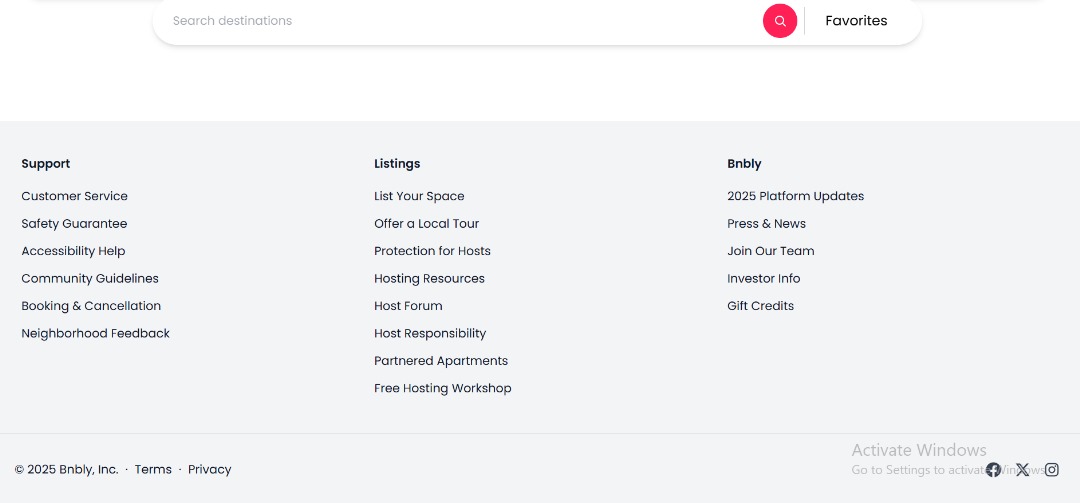 Search destinations
Favorites
Support
Customer Service
Safety Guarantee
Accessibility Help
Community Guidelines
Booking & Cancellation
Neighborhood Feedback
Listings
List Your Space
Offer a Local Tour
Protection for Hosts
Hosting Resources
Host Forum
Host Responsibility
Partnered Apartments
Free Hosting Workshop
Bnbly
2025 Platform Updates
Press & News
Join Our Team
Investor Info
Gift Credits
© 2025 Bnbly, Inc. · Terms · Privacy
Activate Windows
Go to Settings to activate Windows.